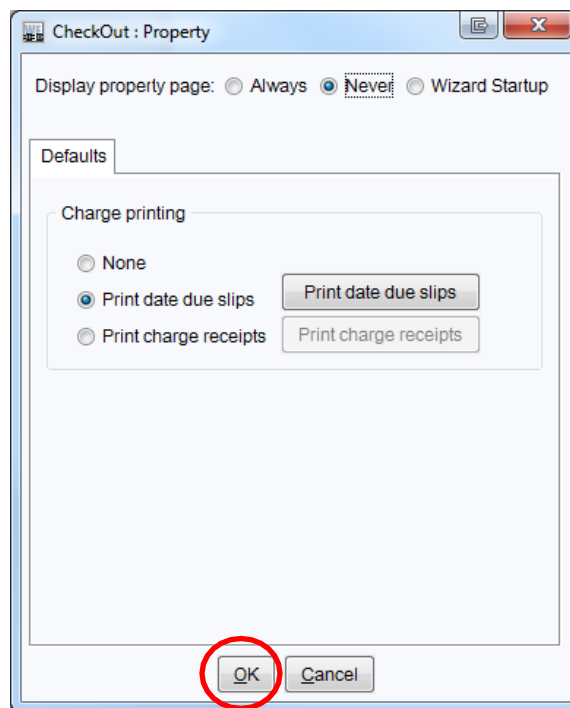 CheckOut : Property
Display property page: Always Never Wizard Startup
Defaults
Charge printing
None
Print date due slips Print date due slips
Print charge receipts Print charge receipts
OK Cancel